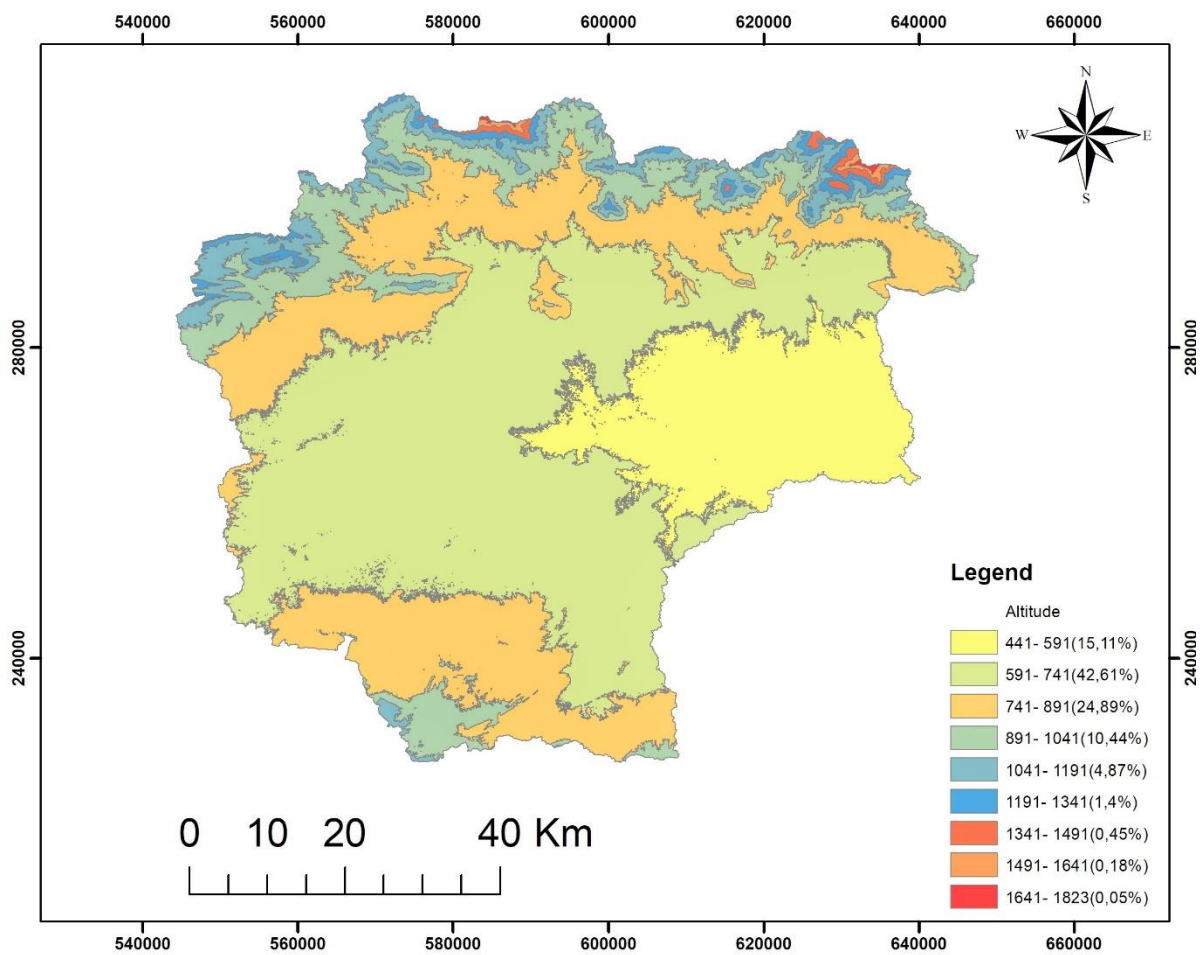 540000 560000 580000 600000 620000 640000 660000
N
W E
S
280000 280000
Legend
Altitude
441- 591(15,11%)
591- 741(42,61%)
240000 240000
741- 891(24,89%)
891- 1041(10,44%)
1041- 1191(4,87%)
1191- 1341(1,4%)
0 10 20 40 Km
1341- 1491(0,45%)
1491- 1641(0,18%)
1641- 1823(0,05%)
540000 560000 580000 600000 620000 640000 660000